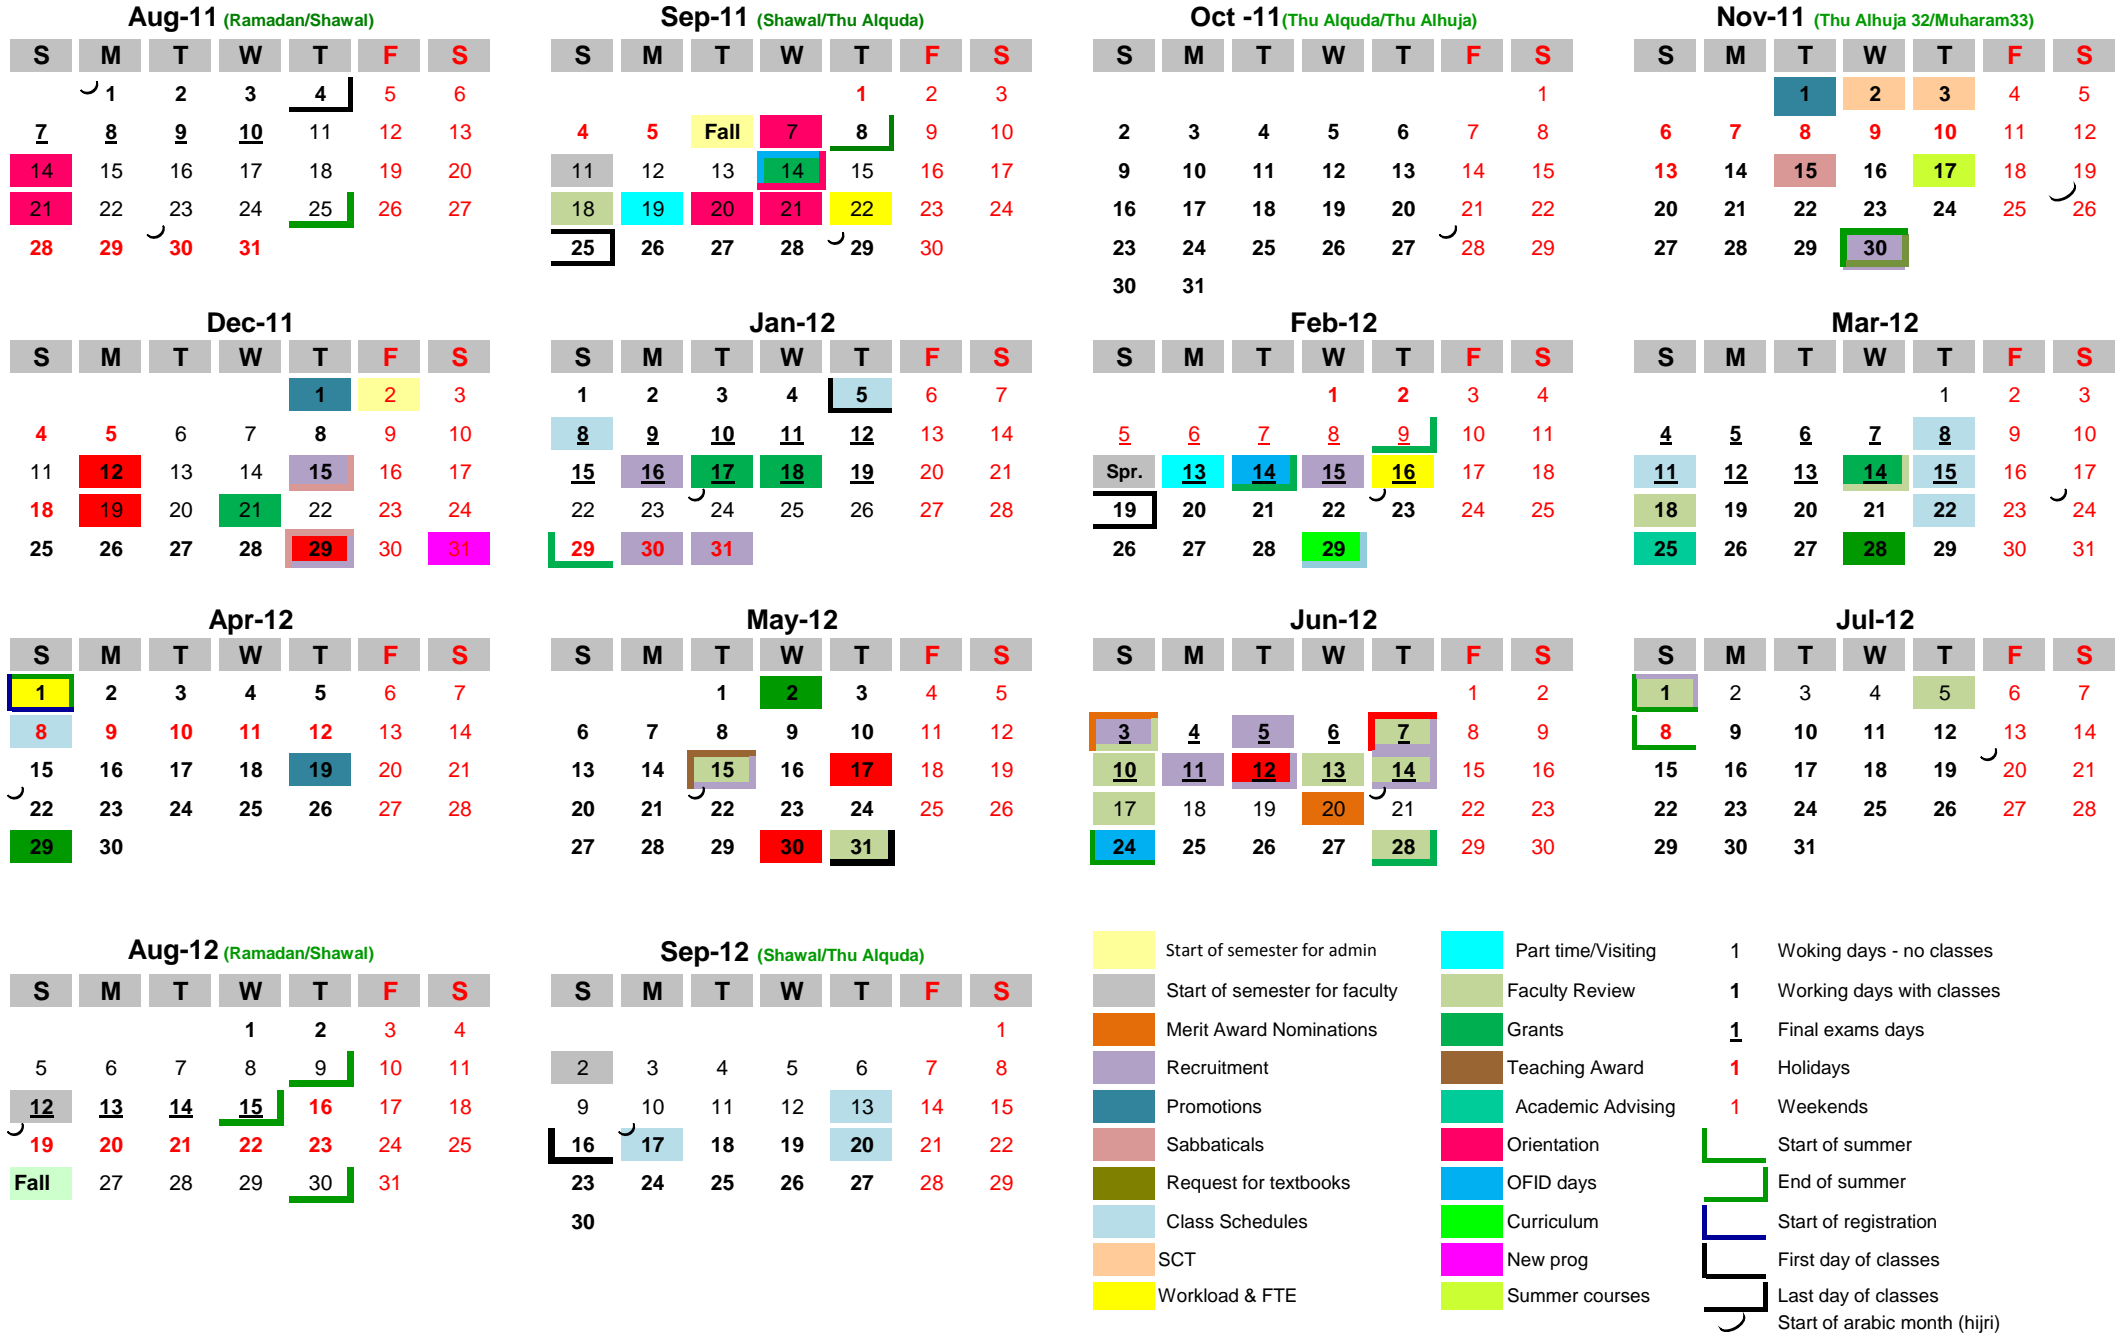 Aug-11 (Ramadan/Shawal) Sep-11 (Shawal/Thu Alquda) Oct -11(Thu Alquda/Thu Alhuja) Nov-11 (Thu Alhuja 32/Muharam33)
S M T W T F S S M T W T F S S M T W T F S S M T W T F S
1 2 3 4 5 6 1 2 3 1 1 2 3 4 5
7 8 9 10 11 12 13 4 5 Fall 7 8 9 10 2 3 4 5 6 7 8 6 7 8 9 10 11 12
14 15 16 17 18 19 20 11 12 13 14 15 16 17 9 10 11 12 13 14 15 13 14 15 16 17 18 19
21 22 23 24 25 26 27 18 19 20 21 22 23 24 16 17 18 19 20 21 22 20 21 22 23 24 25 26
28 29 30 31 25 26 27 28 29 30 23 24 25 26 27 28 29 27 28 29 30
30 31
Dec-11 Jan-12 Feb-12 Mar-12
S M T W T F S S M T W T F S S M T W T F S S M T W T F S
1 2 3 1 2 3 4 5 6 7 1 2 3 4 1 2 3
4 5 6 7 8 9 10 8 9 10 11 12 13 14 5 6 7 8 9 10 11 4 5 6 7 8 9 10
11 12 13 14 15 16 17 15 16 17 18 19 20 21 Spr. 13 14 15 16 17 18 11 12 13 14 15 16 17
18 19 20 21 22 23 24 22 23 24 25 26 27 28 19 20 21 22 23 24 25 18 19 20 21 22 23 24
25 26 27 28 29 30 31 29 30 31 26 27 28 29 25 26 27 28 29 30 31
Apr-12 May-12 Jun-12 Jul-12
S M T W T F S S M T W T F S S M T W T F S S M T W T F S
1 2 3 4 5 6 7 1 2 3 4 5 1 2 1 2 3 4 5 6 7
8 9 10 11 12 13 14 6 7 8 9 10 11 12 3 4 5 6 7 8 9 8 9 10 11 12 13 14
15 16 17 18 19 20 21 13 14 15 16 17 18 19 10 11 12 13 14 15 16 15 16 17 18 19 20 21
22 23 24 25 26 27 28 20 21 22 23 24 25 26 17 18 19 20 21 22 23 22 23 24 25 26 27 28
29 30 27 28 29 30 31 24 25 26 27 28 29 30 29 30 31
Aug-12 (Ramadan/Shawal) Sep-12 (Shawal/Thu Alquda)
S M T W T F S S M T W T F S
1 2 3 4 1
5 6 7 8 9 10 11 2 3 4 5 6 7 8
12 13 14 15 16 17 18 9 10 11 12 13 14 15
19 20 21 22 23 24 25 16 17 18 19 20 21 22
Fall 27 28 29 30 31 23 24 25 26 27 28 29
30
Start of semester for admin Part time/Visiting 1 Woking days - no classes
Start of semester for faculty Faculty Review 1 Working days with classes
Merit Award Nominations Grants 1 Final exams days
Recruitment Teaching Award 1 Holidays
Promotions Academic Advising 1 Weekends
Sabbaticals Orientation Start of summer
Request for textbooks OFID days End of summer
Class Schedules Curriculum Start of registration
SCT New prog First day of classes
Workload & FTE Summer courses Last day of classes
Start of arabic month (hijri)